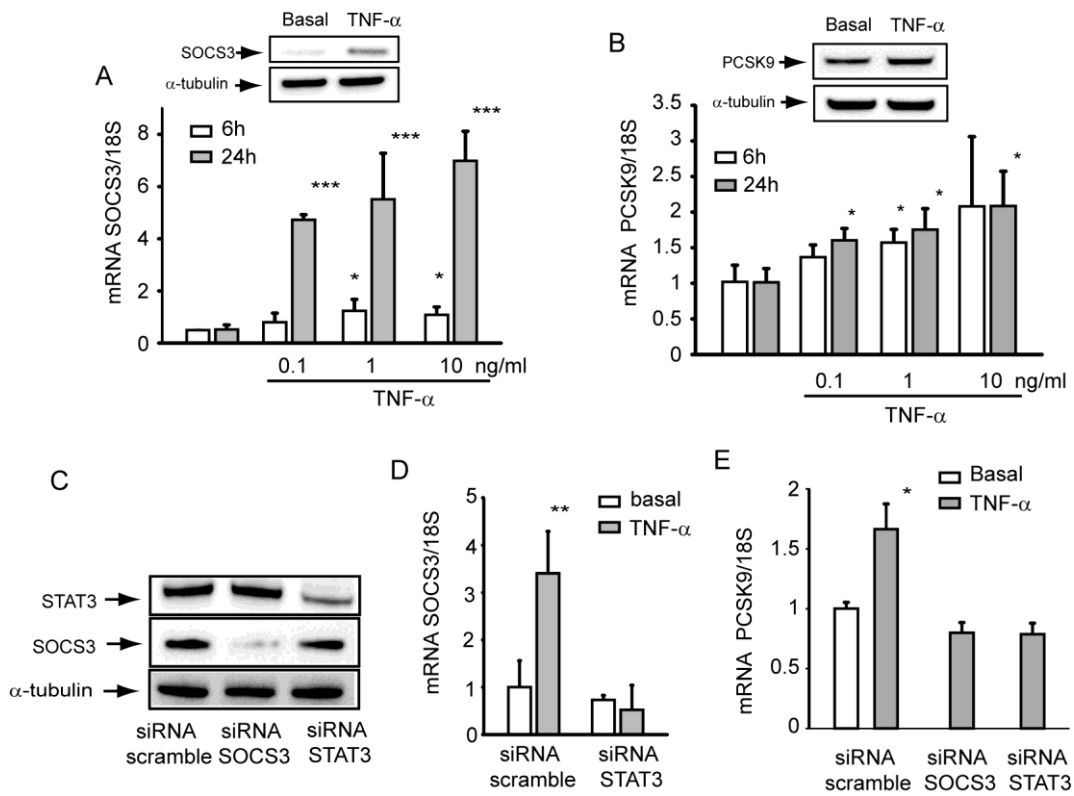 A
Basal TNF-α
SOCS3
α-tubulin
6h
24h
mRNA SOCS3/18S
8
6
4
2
0
***
***
***
*
*
0.1 1 10 ng/ml
TNF-α
B
Basal TNF-α
PCSK9
α-tubulin
6h
24h
mRNA PCSK9/18S
3.5
3
2.5
2
1.5
1
0.5
0
*
*
*
*
0.1 1 10 ng/ml
TNF-α
C
STAT3
SOCS3
α-tubulin
siRNA siRNA siRNA
scramble SOCS3 STAT3
D
basal
TNF-α
mRNA SOCS3/18S
5
4
3
2
1
0
**
siRNA siRNA
scramble STAT3
E
Basal
TNF-α
mRNA PCSK9/18S
2
1.5
1
0.5
0
*
siRNA siRNA siRNA
scramble SOCS3 STAT3